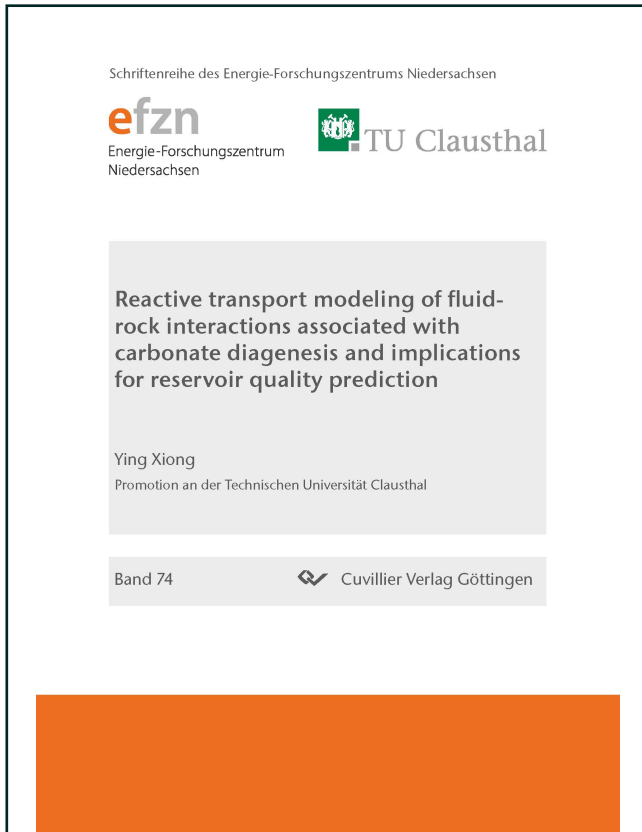 Schriftenreihe des Energie-Forschungszentrums Niedersachsen
efzn
Energie-Forschungszentrum
Niedersachsen
TU Clausthal
Reactive transport modeling of fluid-
rock interactions associated with
carbonate diagenesis and implications
for reservoir quality prediction
Ying Xiong
Promotion an der Technischen Universität Clausthal
Band 74
Cuvillier Verlag Göttingen